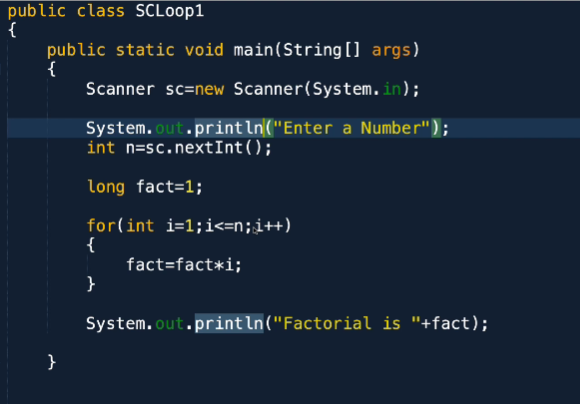 public class SCLoop1
{
public static void main(String[] args)
{
Scanner sc=new Scanner(System.in);
System.out.println("Enter a Number");
int n=sc.nextInt();
long fact=1;
for(int i=1;i<=n;i++)
{
fact=fact*i;
}
System.out.println("Factorial is "+fact);
}